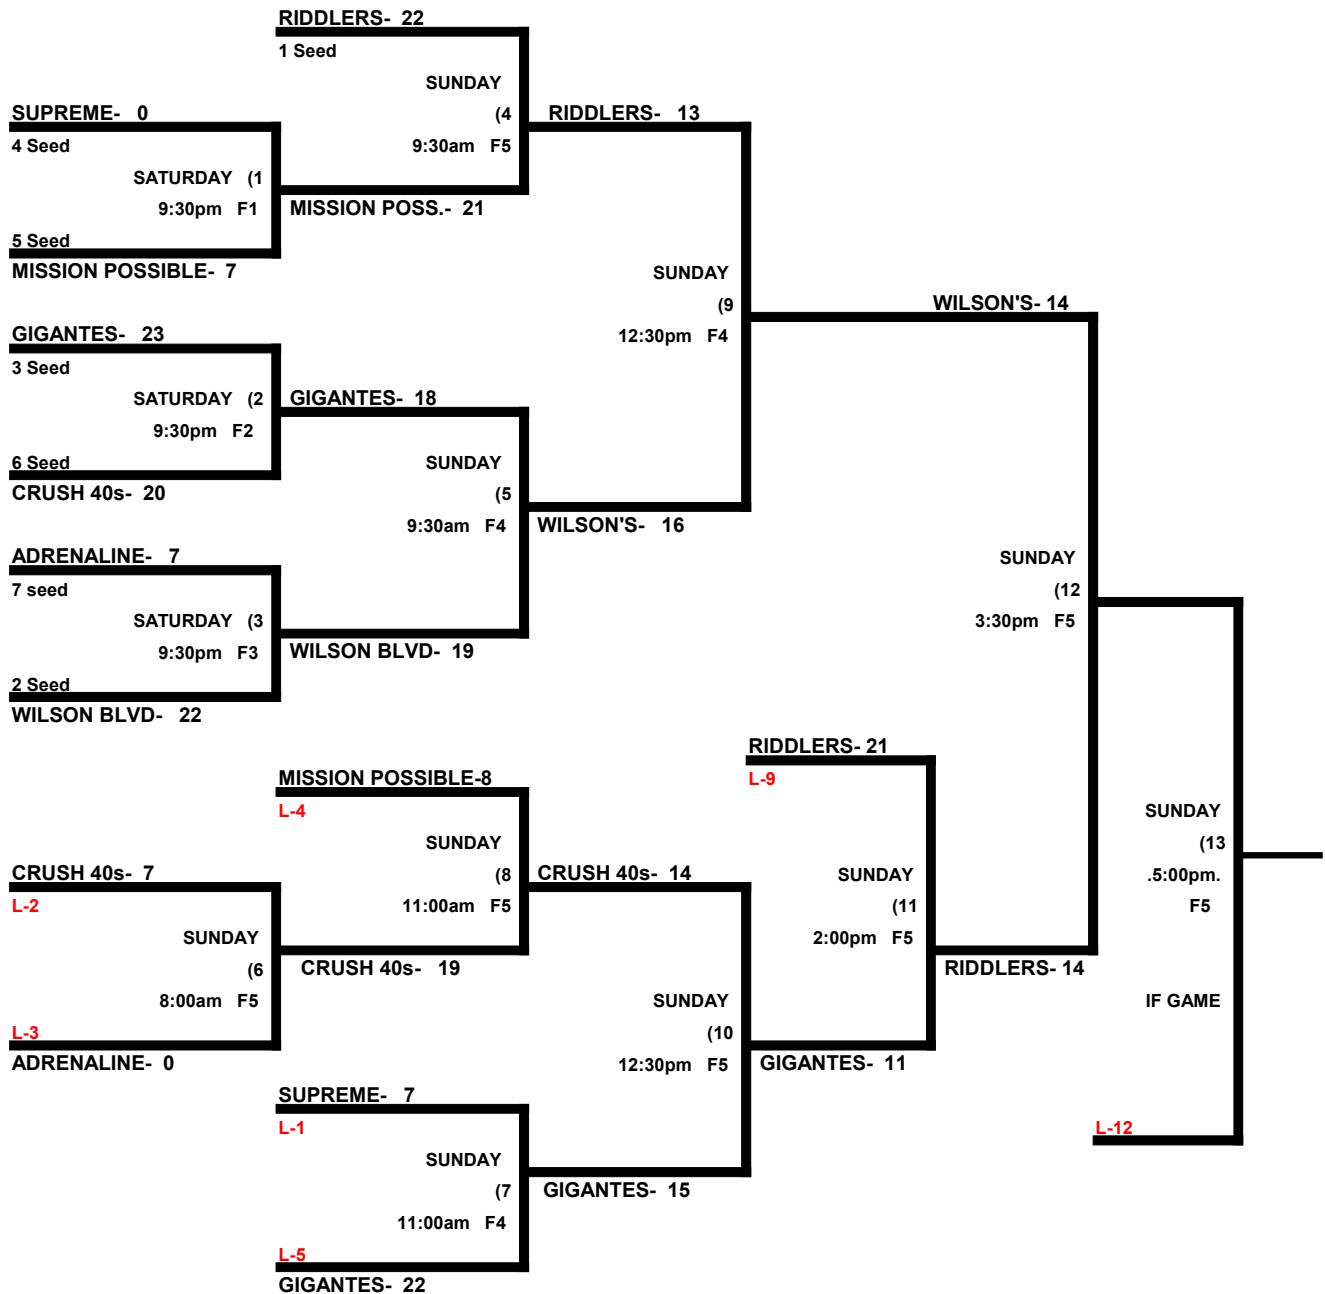 RIDDLERS- 22
1 Seed
SUNDAY
(4
9:30am F5
SUPREME- 0
4 Seed
SATURDAY (1
9:30pm F1
5 Seed
MISSION POSSIBLE- 7
RIDDLERS- 13
MISSION POSS.- 21
SUNDAY
(9
12:30pm F4
WILSON'S- 14
GIGANTES- 23
3 Seed
SATURDAY (2
9:30pm F2
6 Seed
CRUSH 40s- 20
GIGANTES- 18
SUNDAY
(5
9:30am F4
WILSON'S- 16
ADRENALINE- 7
7 seed
SATURDAY (3
9:30pm F3
2 Seed
WILSON BLVD- 22
WILSON BLVD- 19
SUNDAY
(12
3:30pm F5
RIDDLERS- 21
L-9
MISSION POSSIBLE-8
L-4
SUNDAY
(8
11:00am F5
CRUSH 40s- 7
L-2
SUNDAY
(6
8:00am F5
L-3
ADRENALINE- 0
CRUSH 40s- 14
CRUSH 40s- 19
SUNDAY
(11
2:00pm F5
RIDDLERS- 14
SUNDAY
(13
.5:00pm.
F5
IF GAME
SUNDAY
(10
12:30pm F5
GIGANTES- 11
SUPREME- 7
L-1
SUNDAY
(7
11:00am F4
L-5
GIGANTES- 22
GIGANTES- 15
L-12